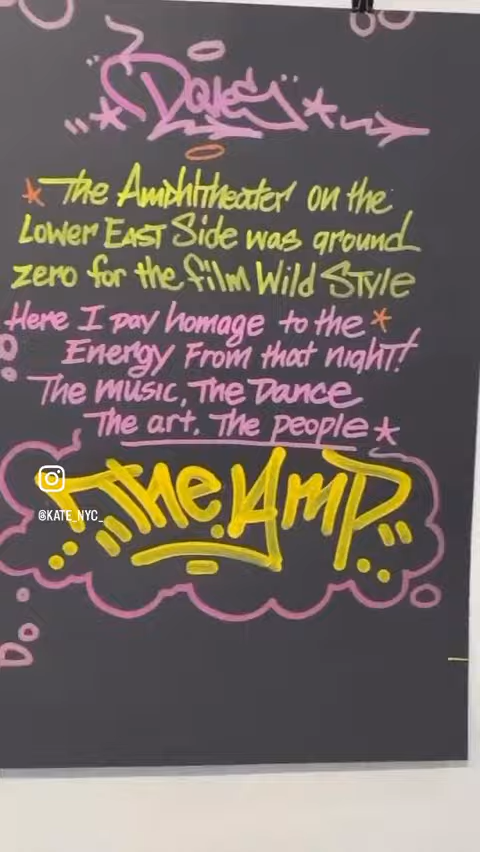 The Amphitheater on the
Lower East Side was ground
zero for the film Wild Style
Here I pay homage to the
Energy From that night!
The music, The Dance
The art. The people
The Amp
@KATE_NYC_